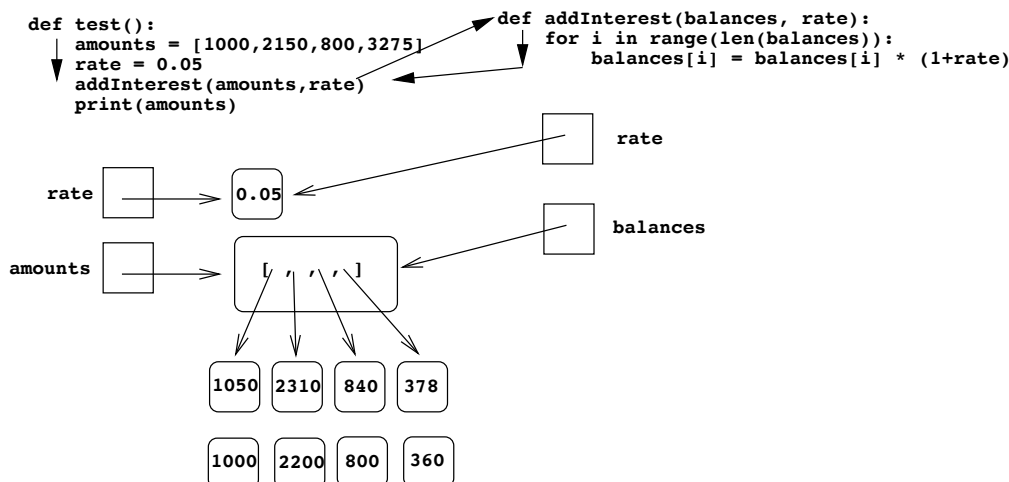 def test():
amounts = [1000,2150,800,3275]
rate = 0.05
addInterest(amounts,rate)
print(amounts)
def addInterest(balances, rate):
for i in range(len(balances)):
balances[i] = balances[i] * (1+rate)
rate
rate
0.05
balances
amounts
[ , , , ]
1050 2310 840 378
1000 2200 800 360